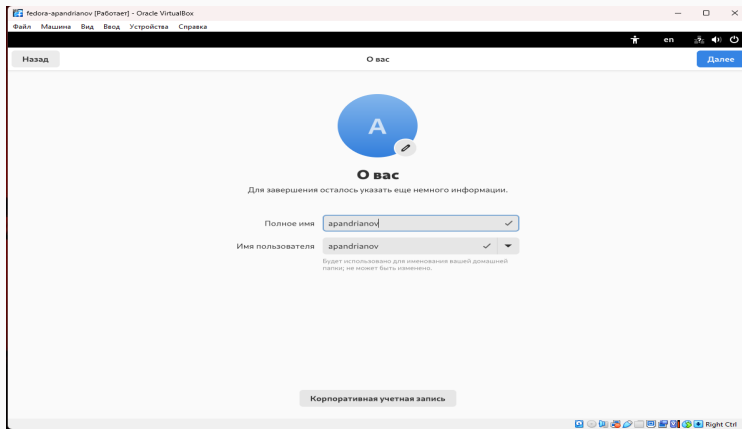 fedora-apandrianov [Работает] - Oracle VirtualBox
Файл Машина Вид Ввод Устройства Справка
en
Назад
О вас
Далее
A
О вас
Для завершения осталось указать еще немного информации.
Полное имя apandrianov
Имя пользователя apandrianov
Будет использовано для именования вашей домашней
папки; не может быть изменено.
Корпоративная учетная запись
Right Ctrl